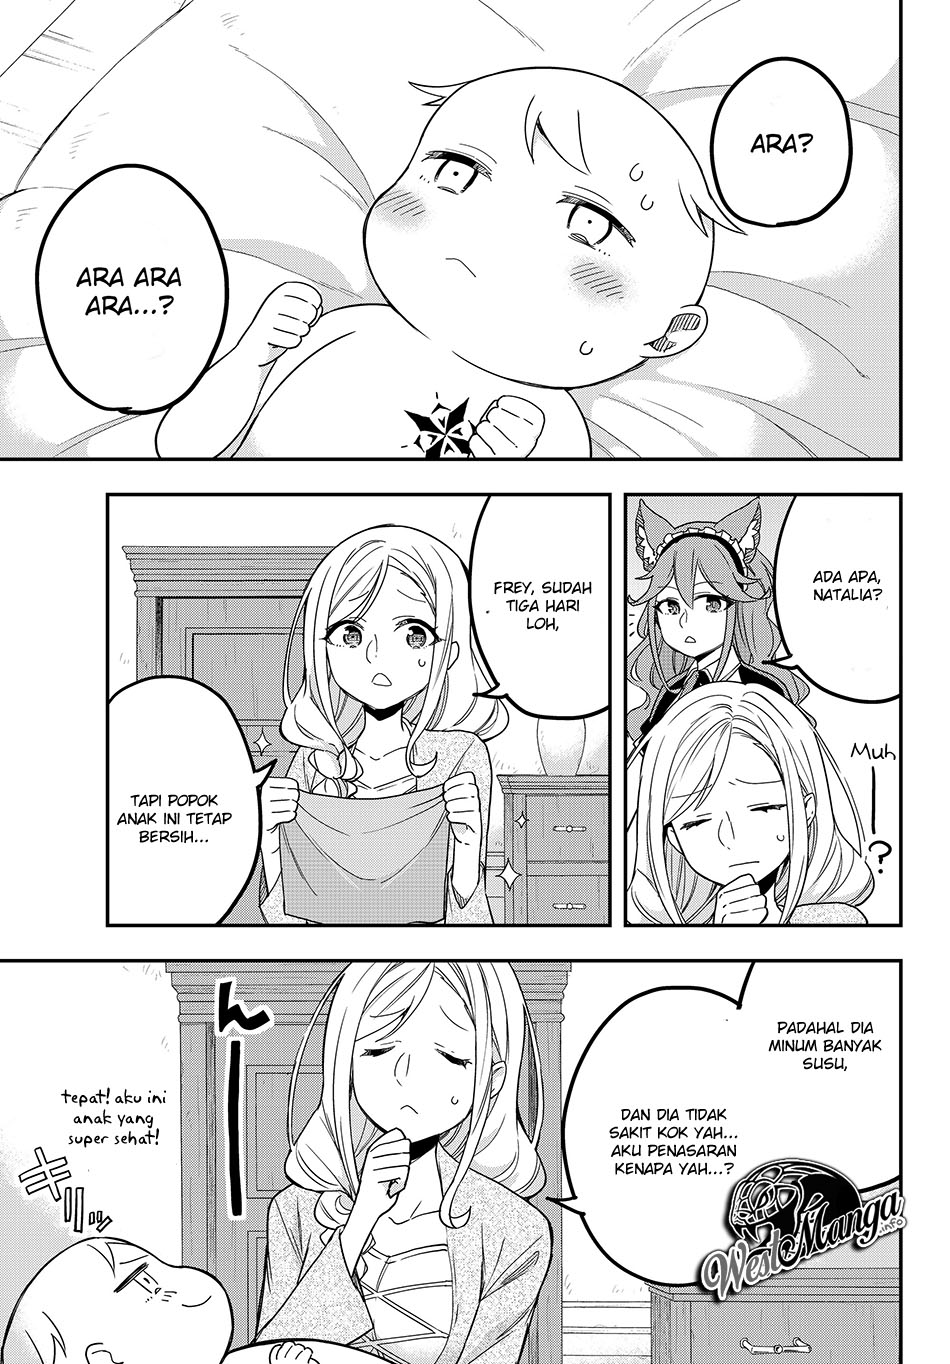 ARA?
ARA ARA
ARA...?
ADA APA,
NATALIA?
Muh
?
FREY, SUDAH
TIGA HARI
LOH,
TAPI POPOK
ANAK INI TETAP
BERSIH...
PADAHAL DIA
MINUM BANYAK
SUSU,
DAN DIA TIDAK
SAKIT KOK YAH...
AKU PENASARAN
KENAPA YAH...?
んー
tepat! aku ini
anak yang
super sehat!
キリッ
WestManga
.info